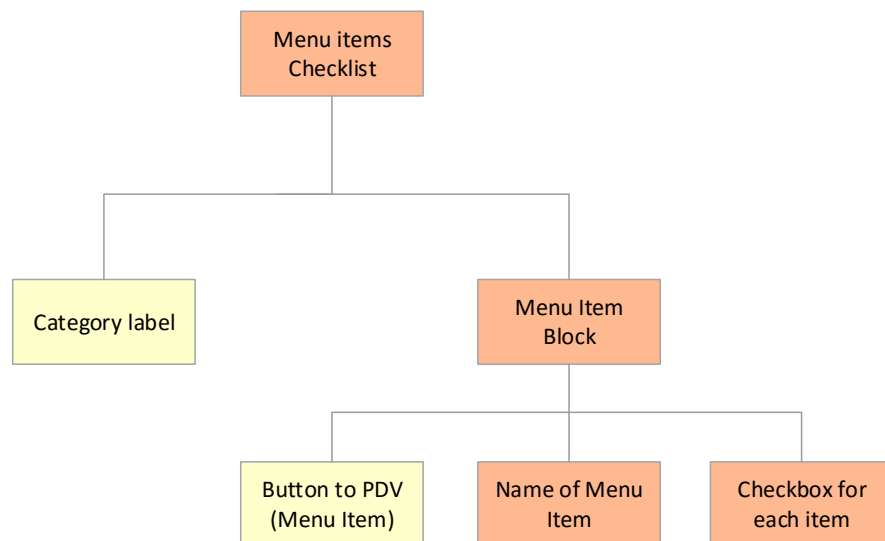 Menu items
Checklist
Category label
Menu Item
Block
Button to PDV
(Menu Item)
Name of Menu
Item
Checkbox for
each item